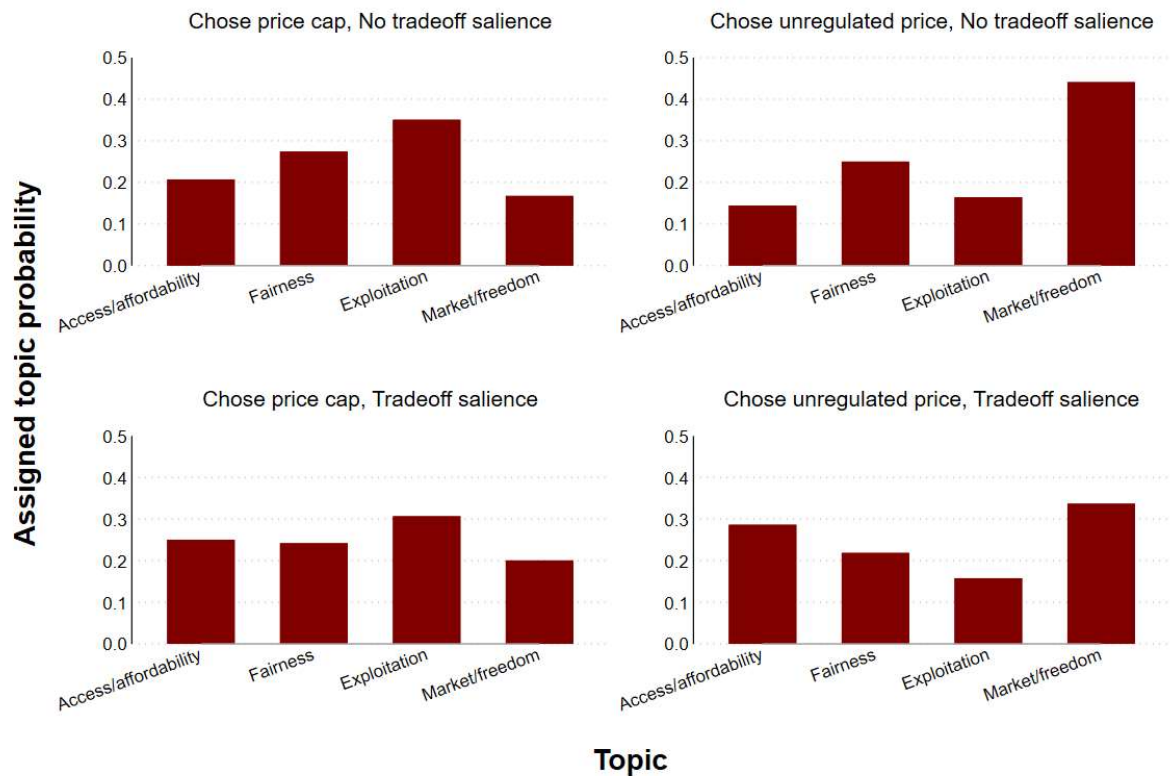 Chose price cap, No tradeoff salience
0.5
0.4
0.3
0.2
0.1
0.0
Access/affordability
Fairness
Exploitation
Market/freedom
Chose unregulated price, No tradeoff salience
0.5
0.4
0.3
0.2
0.1
0.0
Access/affordability
Fairness
Exploitation
Market/freedom
Assigned topic probability
Chose price cap, Tradeoff salience
0.5
0.4
0.3
0.2
0.1
0.0
Access/affordability
Fairness
Exploitation
Market/freedom
Chose unregulated price, Tradeoff salience
0.5
0.4
0.3
0.2
0.1
0.0
Access/affordability
Fairness
Exploitation
Market/freedom
Topic